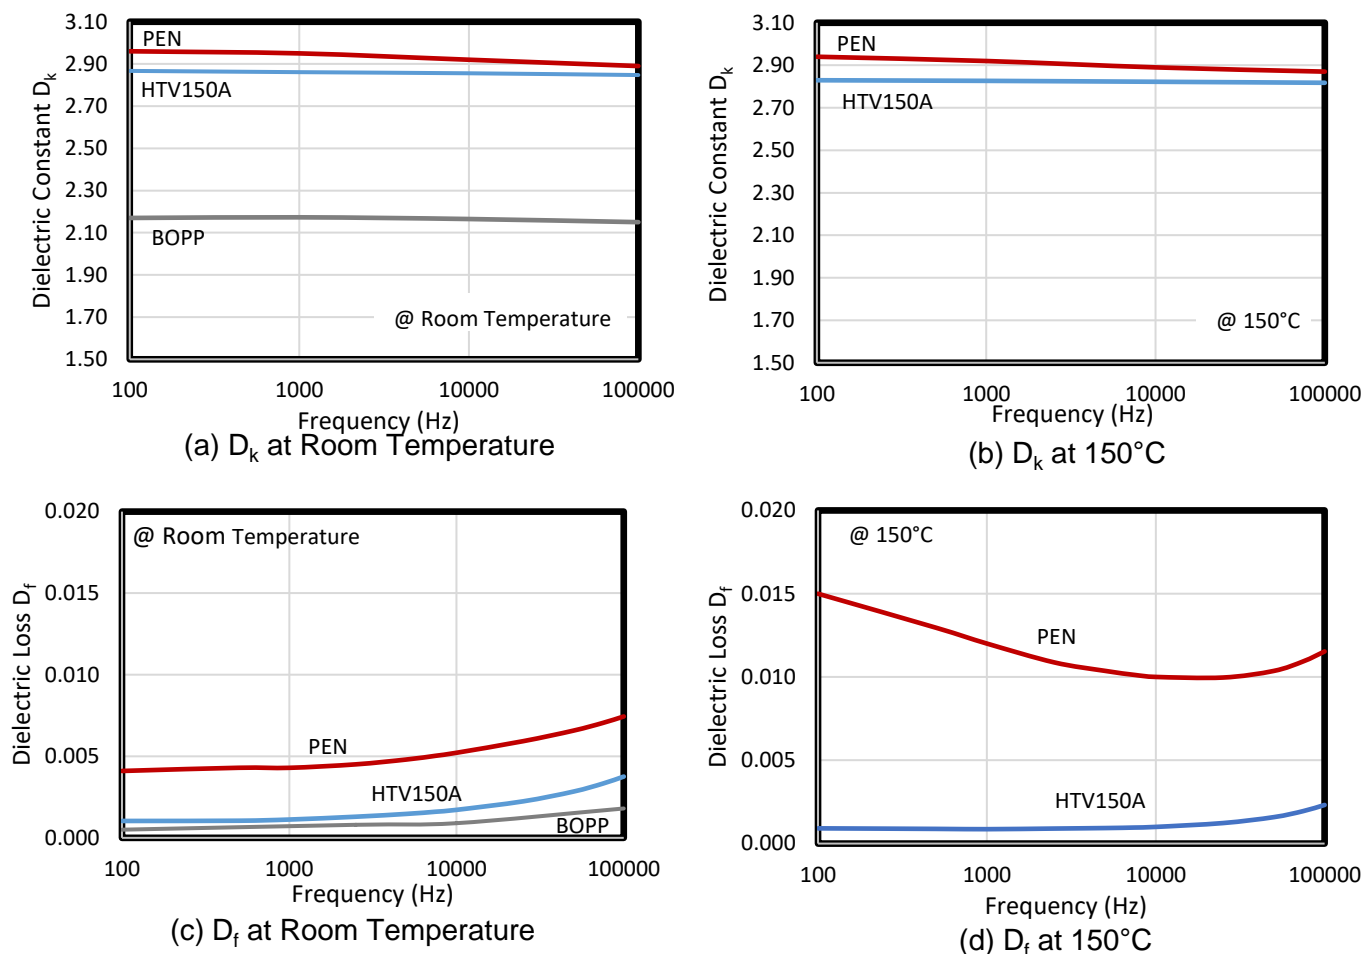 3.10
2.90
2.70
2.50
2.30
2.10
1.90
1.70
1.50
Dielectric Constant Dk
PEN
HTV150A
BOPP
@ Room Temperature
100 1000 10000 100000
Frequency (Hz)
(a) Dk at Room Temperature
3.10
2.90
2.70
2.50
2.30
2.10
1.90
1.70
1.50
Dielectric Constant Dk
PEN
HTV150A
@ 150°C
100 1000 10000 100000
Frequency (Hz)
(b) Dk at 150°C
0.020
0.015
0.010
0.005
0.000
Dielectric Loss Df
@ Room Temperature
PEN
HTV150A
BOPP
100 1000 10000 100000
Frequency (Hz)
(c) Df at Room Temperature
0.020
0.015
0.010
0.005
0.000
Dielectric Loss Df
@ 150°C
PEN
HTV150A
100 1000 10000 100000
Frequency (Hz)
(d) Df at 150°C